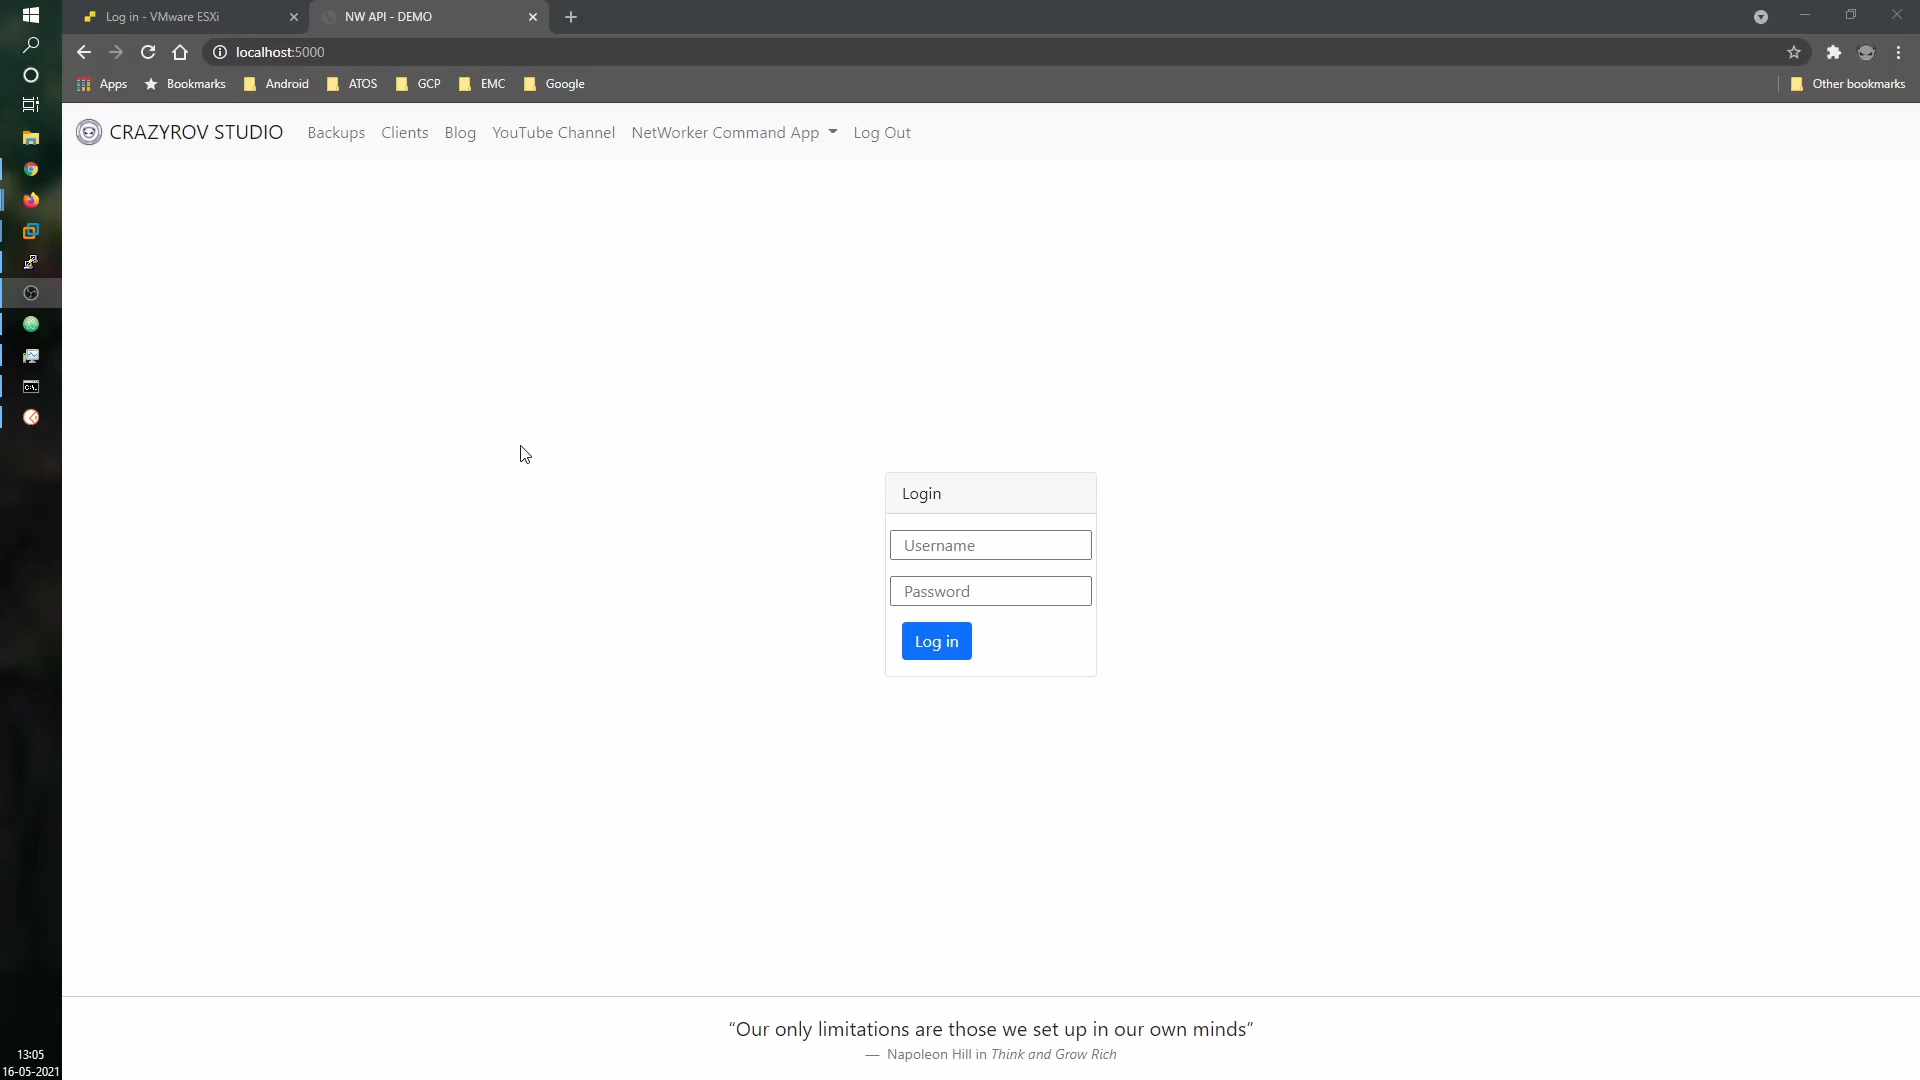 Log in - VMware ESXi
NW API - DEMO
localhost:5000
Apps
Bookmarks
Android
ATOS
GCP
EMC
Google
Other bookmarks
CRAZYROV STUDIO
Backups
Clients
Blog
YouTube Channel
NetWorker Command App
Log Out
Login
Username
Password
Log in
“Our only limitations are those we set up in our own minds”
— Napoleon Hill in Think and Grow Rich
13:05
16-05-2021